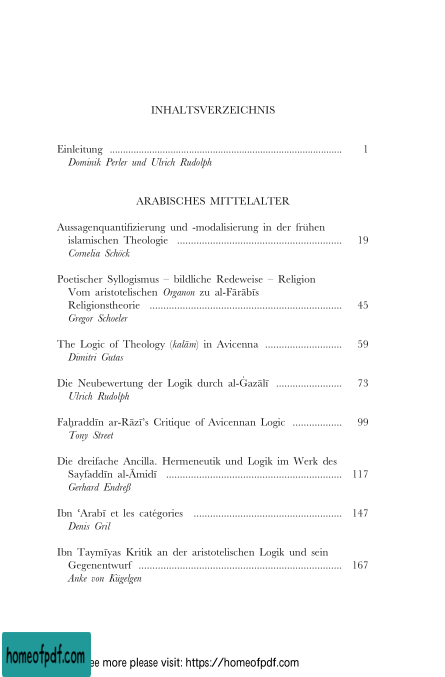 INHALTSVERZEICHNIS
Einleitung ........................................................................................ 1
Dominik Perler und Ulrich Rudolph
ARABISCHES MITTELALTER
Aussagenquantifizierung und -modalisierung in der frühen
islamischen Theologie .............................................................. 19
Cornelia Schöck
Poetischer Syllogismus – bildliche Redeweise – Religion
Vom aristotelischen Organon zu al-Fārābīs
Religionstheorie ........................................................................ 45
Gregor Schoeler
The Logic of Theology (kalām) in Avicenna ............................. 59
Dimitri Gutas
Die Neubewertung der Logik durch al-Ġazālī ......................... 73
Ulrich Rudolph
Faḫraddīn ar-Rāzī’s Critique of Avicennan Logic .................. 99
Tony Street
Die dreifache Ancilla. Hermeneutik und Logik im Werk des
Sayfaddīn al-Āmidī .................................................................. 117
Gerhard Endreß
Ibn ‘Arabī et les catégories ........................................................ 147
Denis Gril
Ibn Taymīyas Kritik an der aristotelischen Logik und sein
Gegenentwurf ............................................................................ 167
Anke von Kügelgen
homeofpdf.com
ee more please visit: https://homeofpdf.com